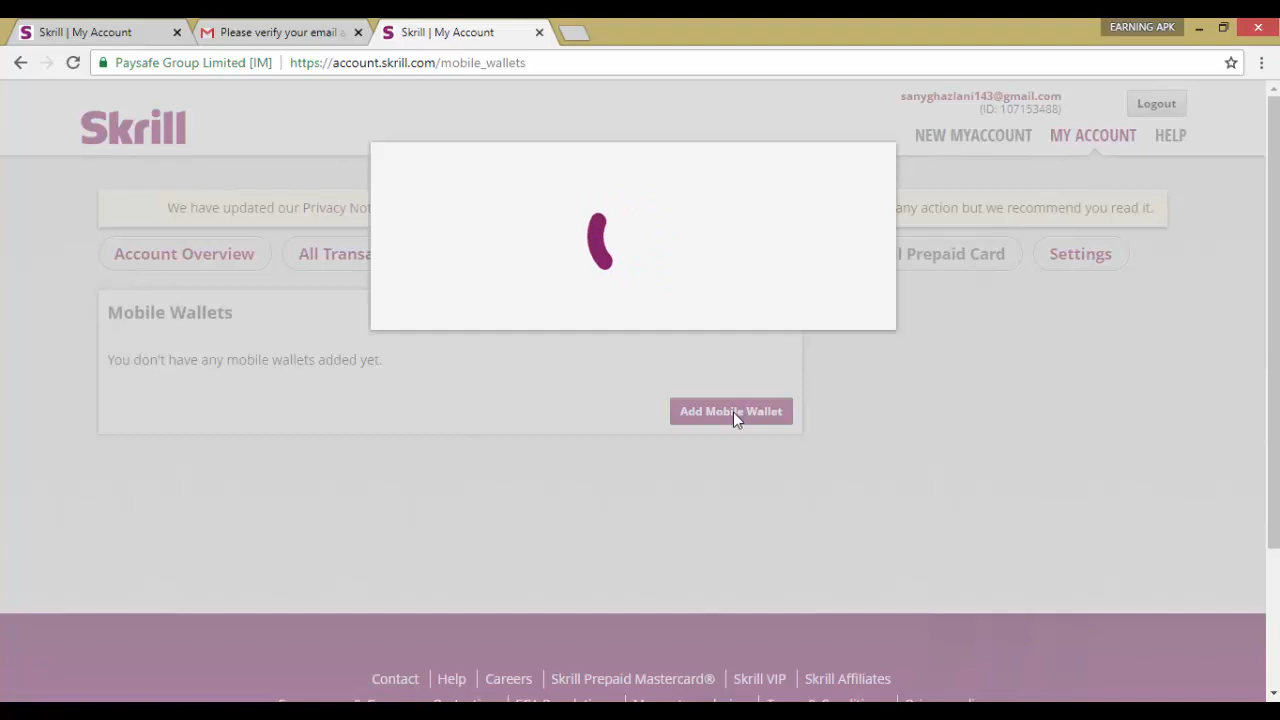 Skrill | My Account
Please verify your email
Skrill | My Account
EARNING APK
Paysafe Group Limited [IM]
https://account.skrill.com/mobile_wallets
sanyghazlani143@gmail.com
(ID: 107153488)
Logout
Skrill
NEW MYACCOUNT
MY ACCOUNT
HELP
We have updated our Privacy
any action but we recommend you read it.
Account Overview
All
Prepaid Card
Settings
Mobile Wallets
You don't have any mobile wallets added yet.
Add Mobile Wallet
Contact
Help
Careers
Skrill Prepaid Mastercard®
Skrill VIP
Skrill Affiliates